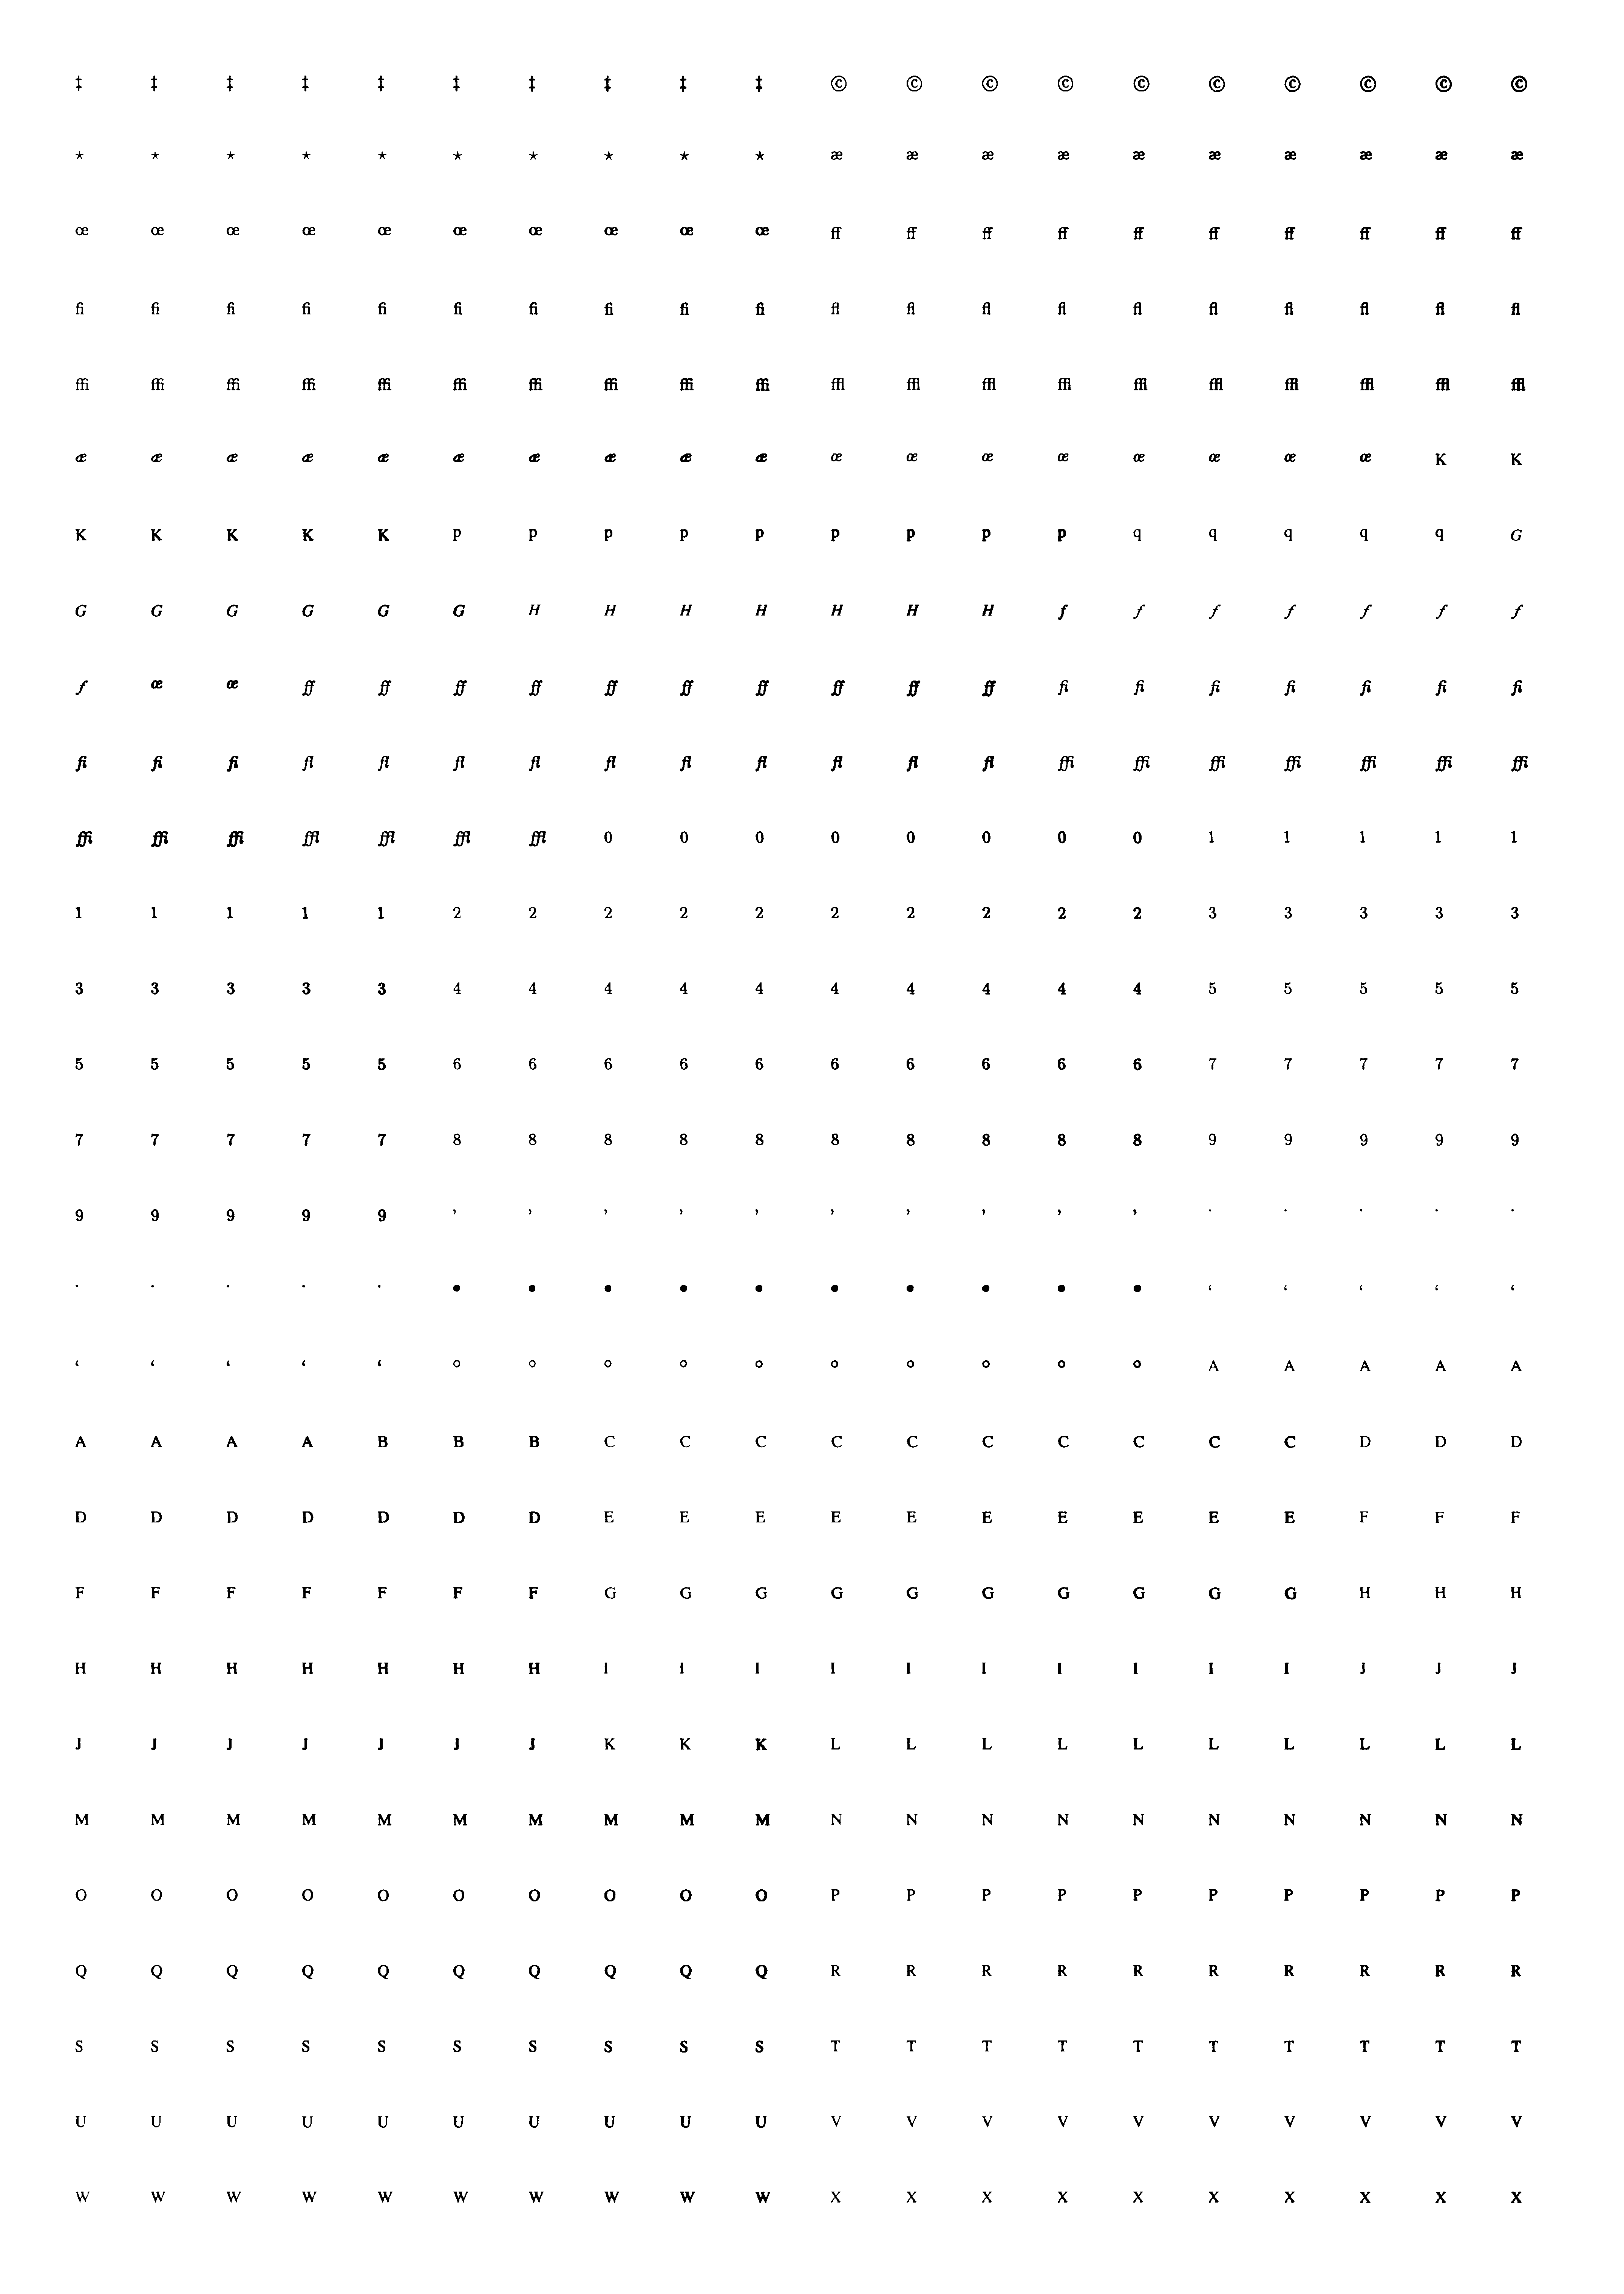 ‡ ‡ ‡ ‡ ‡ ‡ ‡ ‡ ‡ ‡ © © © © © © © © © ©
⋆ ⋆ ⋆ ⋆ ⋆ ⋆ ⋆ ⋆ ⋆ ⋆ æ æ æ æ æ æ æ æ æ æ
œ œ œ œ œ œ œ œ œ œ ff ff ff ff ff ff ff ff ff ff
fi fi fi fi fi fi fi fi fi fi fl fl fl fl fl fl fl fl fl fl
ffi ffi ffi ffi ffi ffi ffi ffi ffi ffi ffl ffl ffl ffl ffl ffl ffl ffl ffl ffl
æ æ æ æ æ æ æ æ æ æ œ œ œ œ œ œ œ œ K K
K K K K K p p p p p p p p p q q q q q G
G G G G G G H H H H H H H f f f f f f f
f œ œ ff ff ff ff ff ff ff ff ff ff fi fi fi fi fi fi fi
fi fi fi fl fl fl fl fl fl fl fl fl fl ffi ffi ffi ffi ffi ffi ffi
ffi ffi ffi ffl ffl ffl ffl 0 0 0 0 0 0 0 0 1 1 1 1 1
1 1 1 1 1 2 2 2 2 2 2 2 2 2 2 3 3 3 3 3
3 3 3 3 3 4 4 4 4 4 4 4 4 4 4 5 5 5 5 5
5 5 5 5 5 6 6 6 6 6 6 6 6 6 6 7 7 7 7 7
7 7 7 7 7 8 8 8 8 8 8 8 8 8 8 9 9 9 9 9
9 9 9 9 9 ’ ’ ’ ’ ’ ’ ’ ’ ’ ’ · · · · ·
· · · · · • • • • • • • • • • ‘ ‘ ‘ ‘ ‘
‘ ‘ ‘ ‘ ‘ ◦ ◦ ◦ ◦ ◦ ◦ ◦ ◦ ◦ ◦ A A A A A
A A A A B B B C C C C C C C C C C D D D
D D D D D D D E E E E E E E E E E F F F
F F F F F F F G G G G G G G G G G H H H
H H H H H H H I I I I I I I I I I J J J
J J J J J J J K K K L L L L L L L L L L
M M M M M M M M M M N N N N N N N N N N
O O O O O O O O O O P P P P P P P P P P
Q Q Q Q Q Q Q Q Q Q R R R R R R R R R R
S S S S S S S S S S T T T T T T T T T T
U U U U U U U U U U V V V V V V V V V V
W W W W W W W W W W X X X X X X X X X X